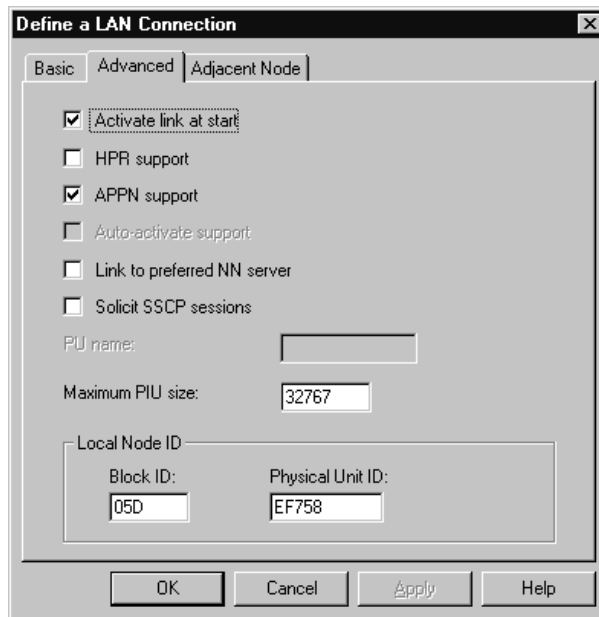 Define a LAN Connection
Basic Advanced Adjacent Node
Activate link at start
HPR support
APPN support
Auto-activate support
Link to preferred NN server
Solicit SSCP sessions
PU name:
Maximum PIU size: 32767
Local Node ID
Block ID: Physical Unit ID:
05D EF758
OK Cancel Apply Help